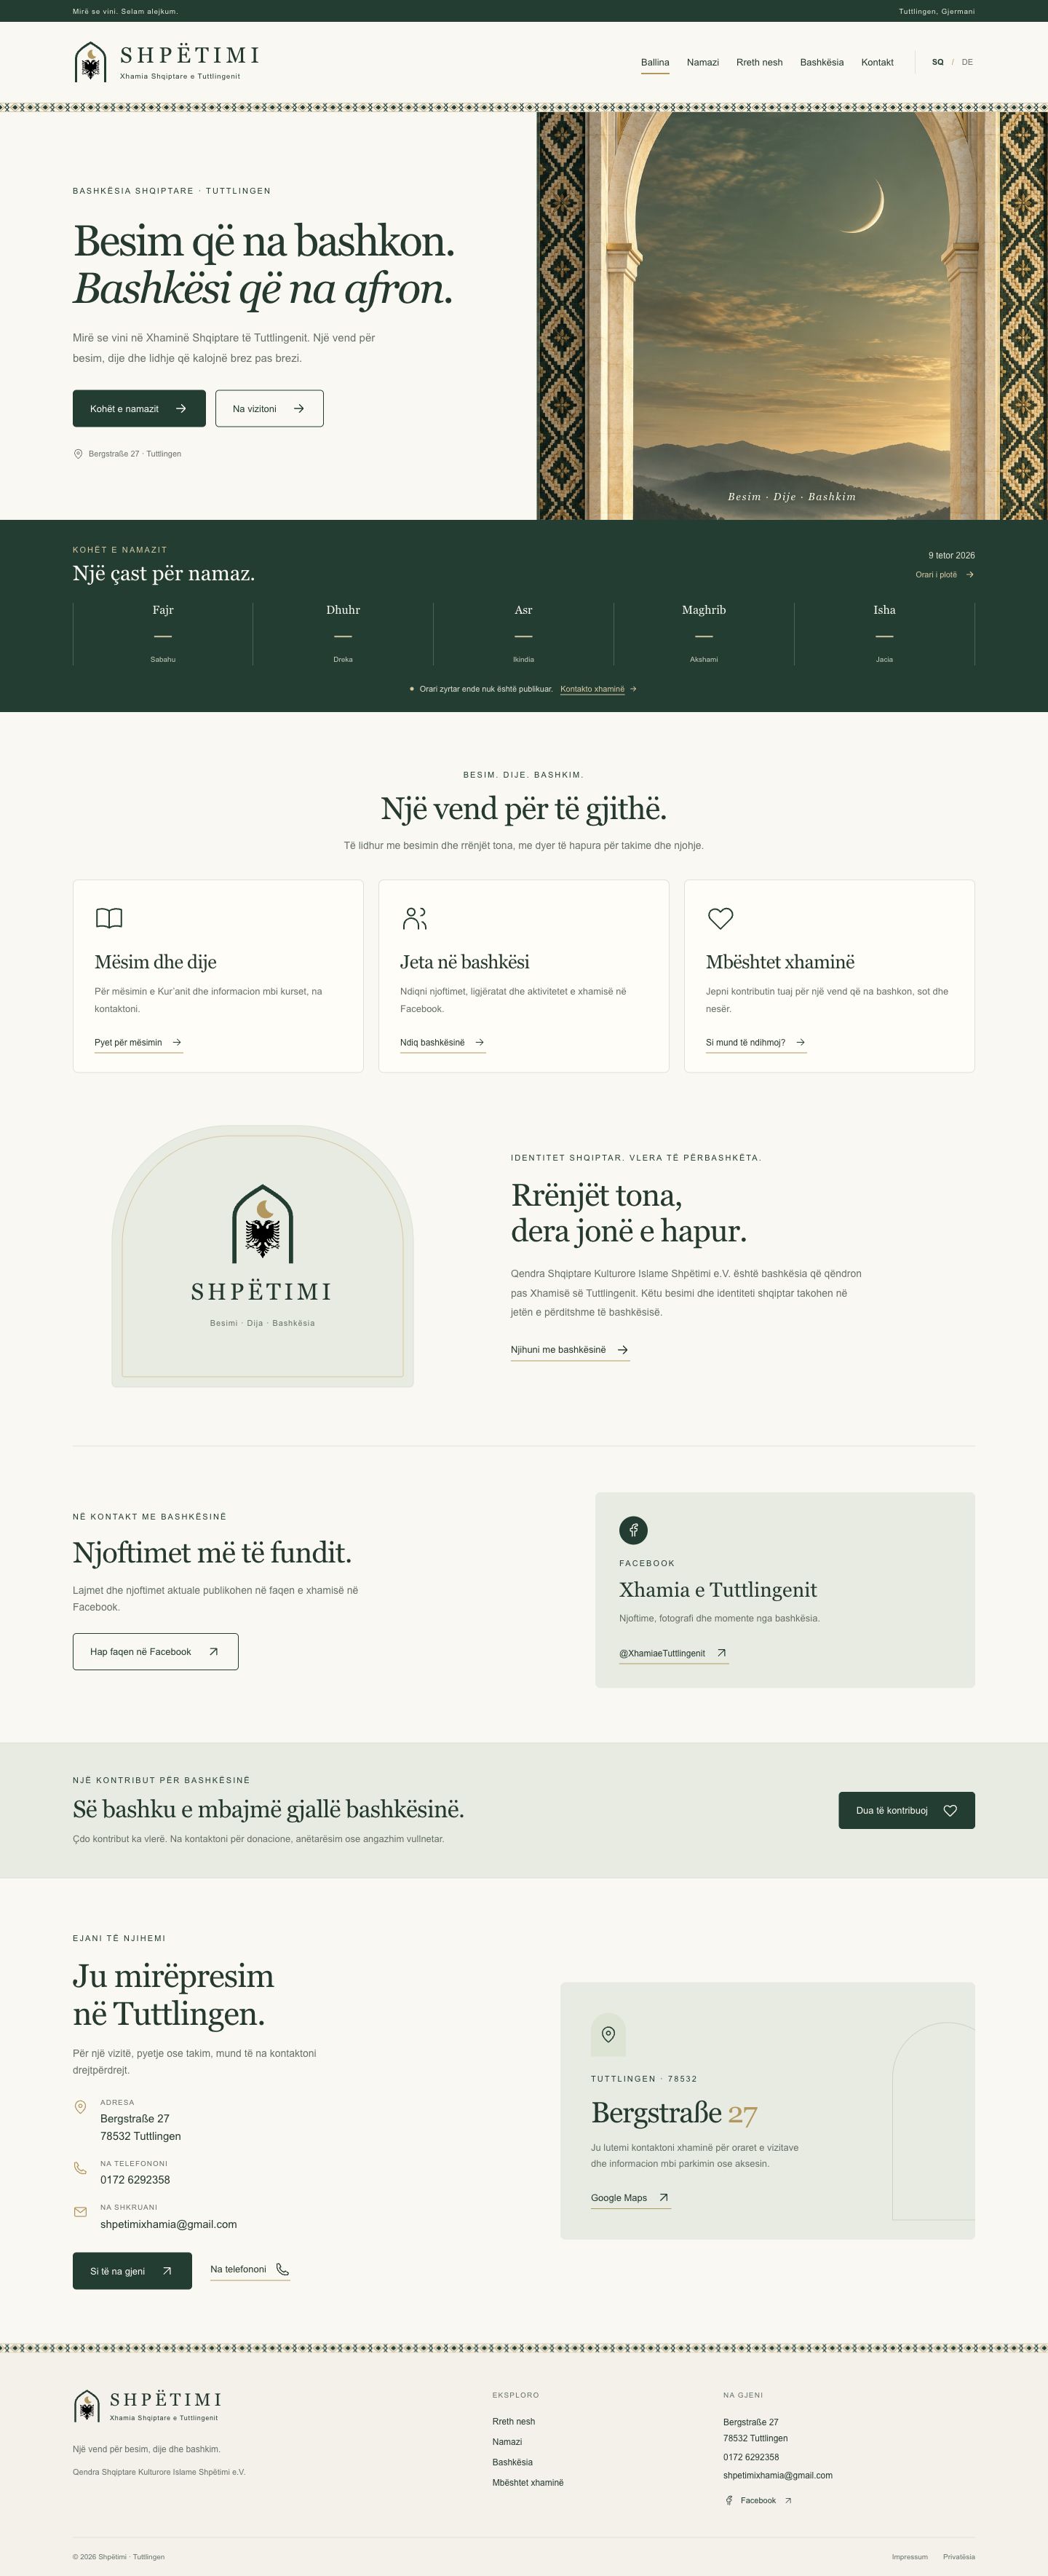 Mirë se vini. Selam alejkum.
Tuttlingen, Gjermani
SHPËTIMI
Xhamia Shqiptare e Tuttlingenit
Ballina
Namazi
Rreth nesh
Bashkësia
Kontakt
SQ / DE
BASHKËSIA SHQIPTARE · TUTTLINGEN
Besim që na bashkon.
Bashkësi që na afron.
Mirë se vini në Xhaminë Shqiptare të Tuttlingenit. Një vend për
besim, dije dhe lidhje që kalojnë brez pas brezi.
Kohët e namazit
Na vizitoni
Bergstraße 27 · Tuttlingen
Besim · Dije · Bashkim
KOHËT E NAMAZIT
Një çast për namaz.
9 tetor 2026
Orari i plotë
Fajr
Dhuhr
Asr
Maghrib
Isha
—
—
—
—
—
Sabahu
Dreka
Ikindia
Akshami
Jacia
Orari zyrtar ende nuk është publikuar. Kontakto xhaminë
BESIM. DIJE. BASHKIM.
Një vend për të gjithë.
Të lidhur me besimin dhe rrënjët tona, me dyer të hapura për takime dhe njohje.
Mësim dhe dije
Për mësimin e Kur’anit dhe informacion mbi kurset, na
kontaktoni.
Pyet për mësimin
Jeta në bashkësi
Ndiqni njoftimet, ligjëratat dhe aktivitetet e xhamisë në
Facebook.
Ndiq bashkësinë
Mbështet xhaminë
Jepni kontributin tuaj për një vend që na bashkon, sot dhe
nesër.
Si mund të ndihmoj?
SHPËTIMI
Besimi · Dija · Bashkësia
IDENTITET SHQIPTAR. VLERA TË PËRBASHKËTA.
Rrënjët tona,
dera jonë e hapur.
Qendra Shqiptare Kulturore Islame Shpëtimi e.V. është bashkësia që qëndron
pas Xhamisë së Tuttlingenit. Këtu besimi dhe identiteti shqiptar takohen në
jetën e përditshme të bashkësisë.
Njihuni me bashkësinë
NË KONTAKT ME BASHKËSINË
Njoftimet më të fundit.
Lajmet dhe njoftimet aktuale publikohen në faqen e xhamisë në
Facebook.
Hap faqen në Facebook
FACEBOOK
Xhamia e Tuttlingenit
Njoftime, fotografi dhe momente nga bashkësia.
@XhamiaeTuttlingenit
NJË KONTRIBUT PËR BASHKËSINË
Së bashku e mbajmë gjallë bashkësinë.
Çdo kontribut ka vlerë. Na kontaktoni për donacione, anëtarësim ose angazhim vullnetar.
Dua të kontribuoj
EJANI TË NJIHEMI
Ju mirëpresim
në Tuttlingen.
Për një vizitë, pyetje ose takim, mund të na kontaktoni
drejtpërdrejt.
ADRESA
Bergstraße 27
78532 Tuttlingen
NA TELEFONONI
0172 6292358
NA SHKRUANI
shpetimixhamia@gmail.com
Si të na gjeni
Na telefononi
TUTTLINGEN · 78532
Bergstraße 27
Ju lutemi kontaktoni xhaminë për oraret e vizitave
dhe informacion mbi parkimin ose aksesin.
Google Maps
SHPËTIMI
Xhamia Shqiptare e Tuttlingenit
Një vend për besim, dije dhe bashkim.
Qendra Shqiptare Kulturore Islame Shpëtimi e.V.
EKSPLORO
Rreth nesh
Namazi
Bashkësia
Mbështet xhaminë
NA GJENI
Bergstraße 27
78532 Tuttlingen
0172 6292358
shpetimixhamia@gmail.com
Facebook
© 2026 Shpëtimi · Tuttlingen
Impressum
Privatësia